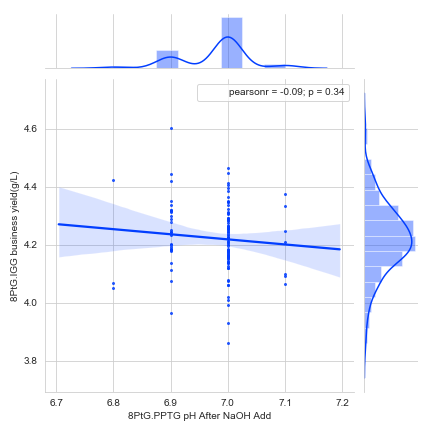 pearsonr = -0.09; p = 0.34
8PtG.IGG business yield(g/L)
4.6
4.4
4.2
4.0
3.8
6.7 6.8 6.9 7.0 7.1 7.2
8PtG.PPTG pH After NaOH Add